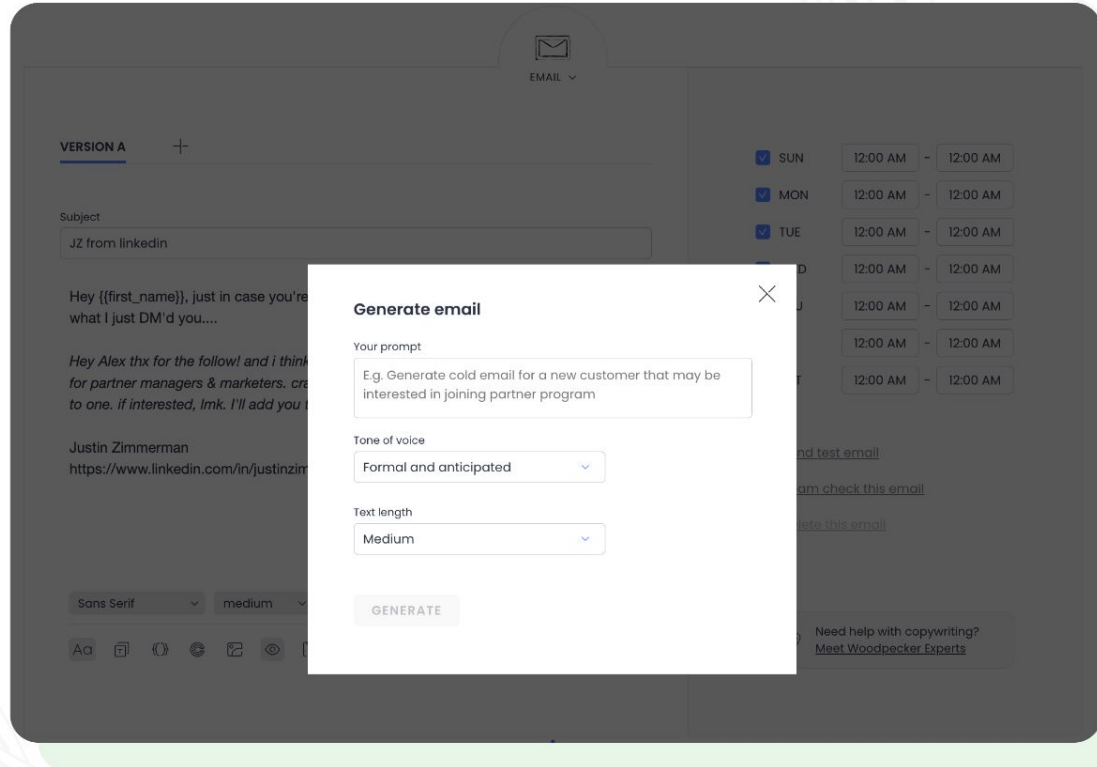 EMAIL
VERSION A
Subject
JZ from linkedin
Hey {{first_name}}, just in case you're
what I just DM'd you....
Hey Alex thx for the follow! and i think
for partner managers & marketers. cra
to one. if interested, lmk. I'll add you t
Justin Zimmerman
https://www.linkedin.com/in/justinzim
Sans Serif medium
Aa
Generate email
Your prompt
E.g. Generate cold email for a new customer that may be
interested in joining partner program
Tone of voice
Formal and anticipated
Text length
Medium
GENERATE
SUN 12:00 AM - 12:00 AM
MON 12:00 AM - 12:00 AM
TUE 12:00 AM - 12:00 AM
D 12:00 AM - 12:00 AM
U 12:00 AM - 12:00 AM
12:00 AM - 12:00 AM
T 12:00 AM - 12:00 AM
nd test email
am check this email
lete this email
Need help with copywriting?
Meet Woodpecker Experts